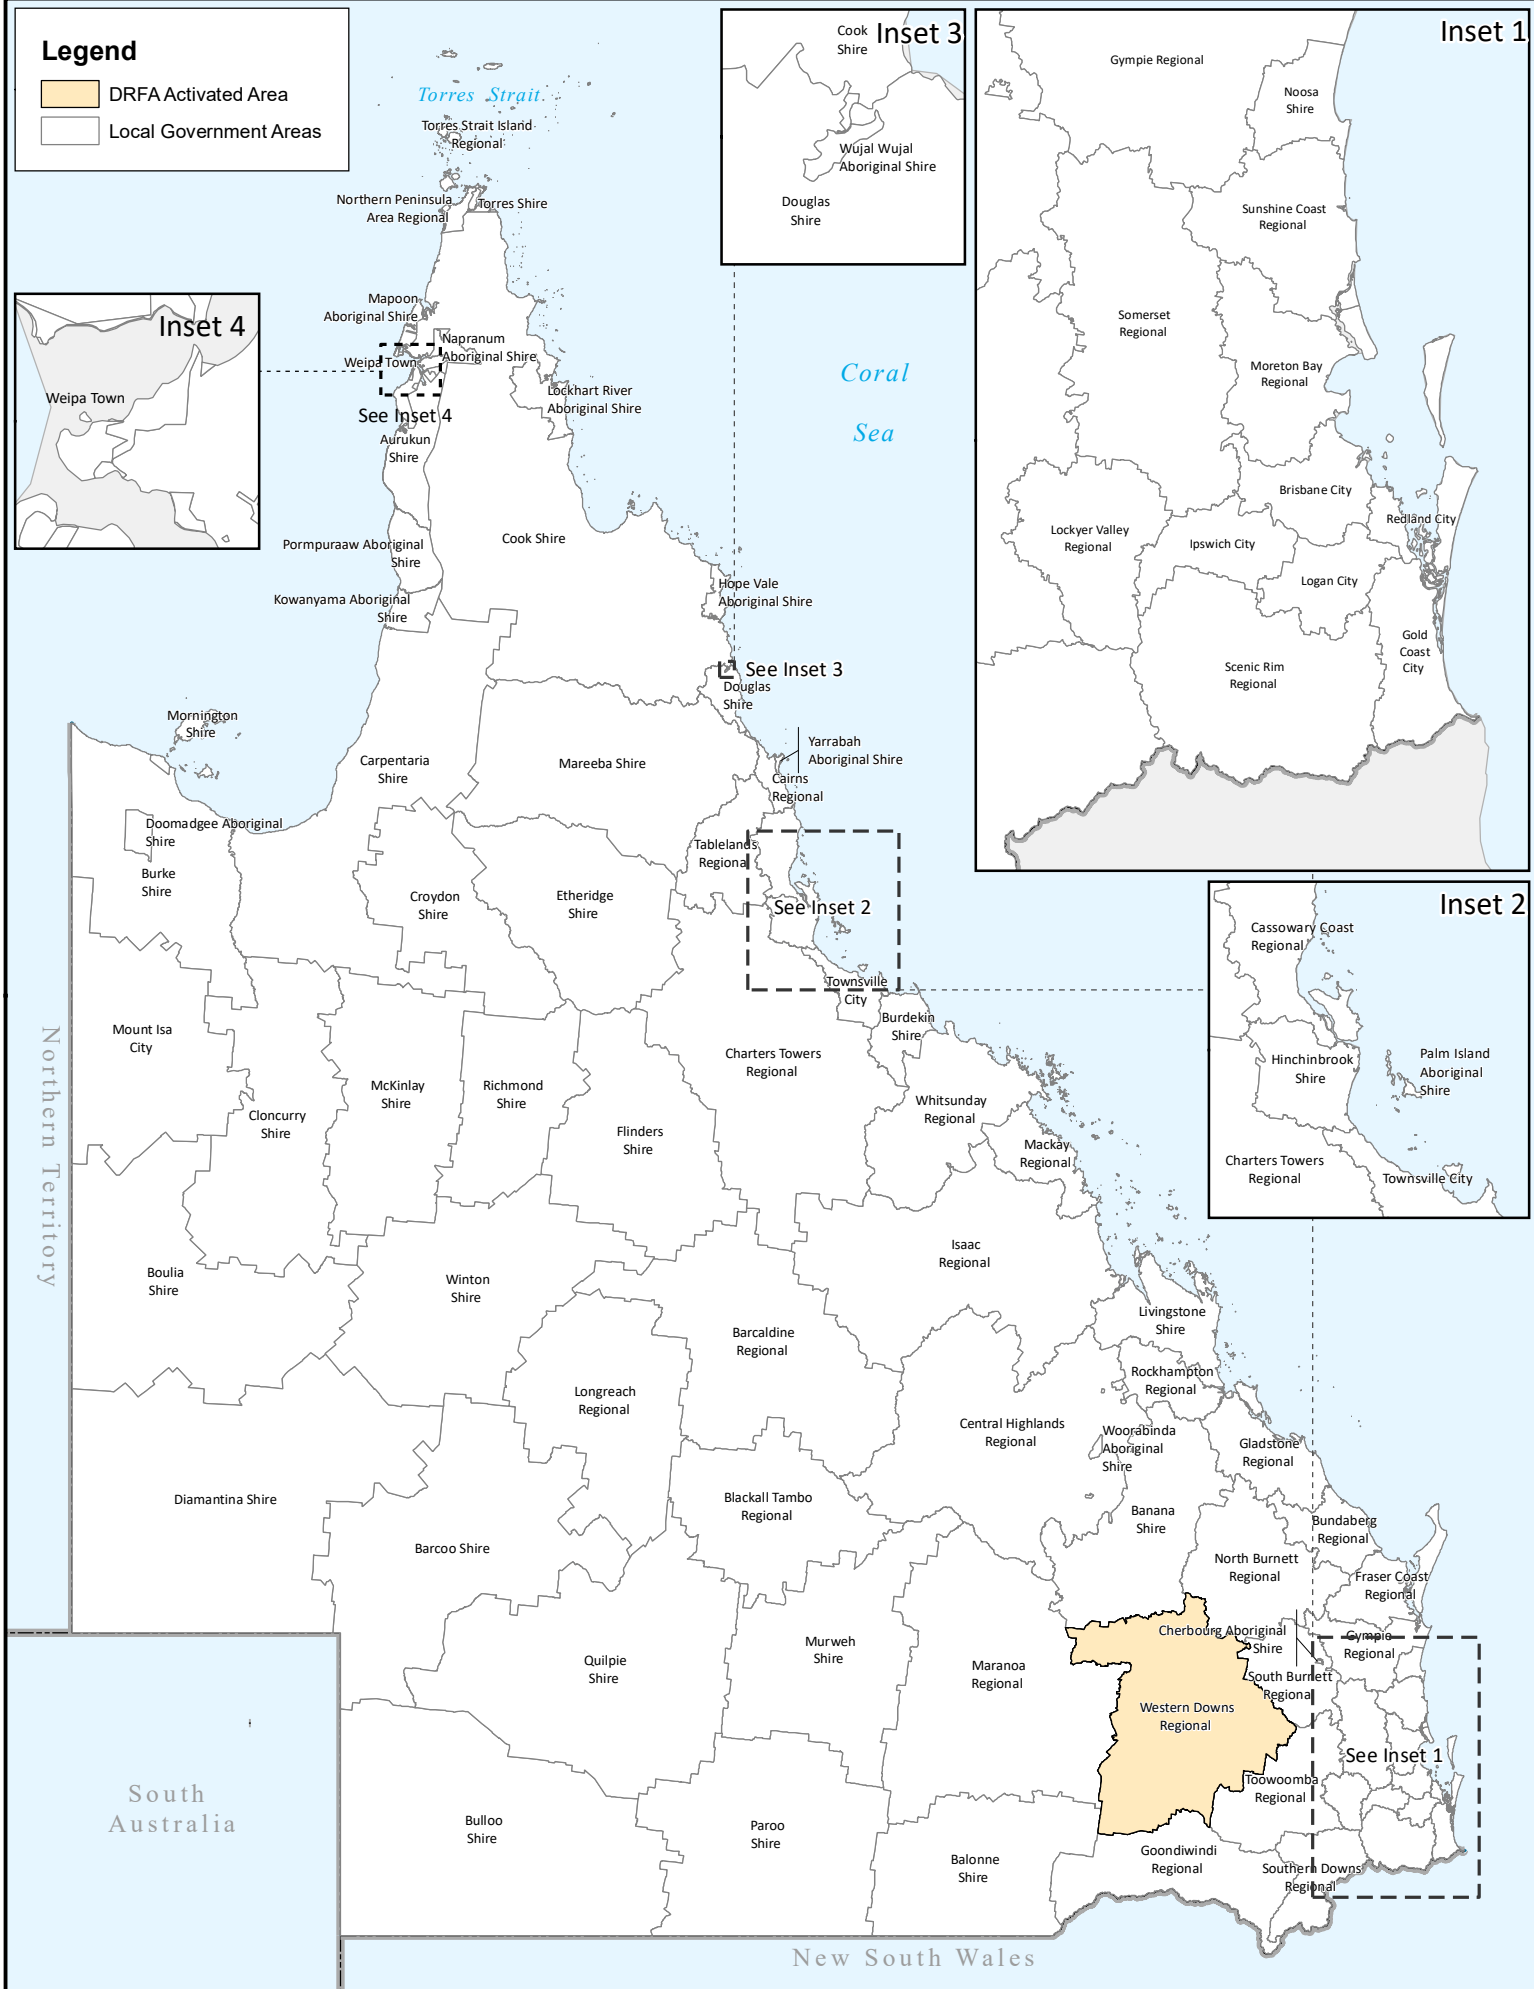 Legend
DRFA Activated Area
Local Government Areas
Inset 3
Cook
Shire
Wujal Wujal
Aboriginal Shire
Douglas
Shire
Inset 1
Gympie Regional
Noosa
Shire
Sunshine Coast
Regional
Somerset
Regional
Moreton Bay
Regional
Brisbane City
Redland City
Lockyer Valley
Regional
Ipswich City
Logan City
Gold
Coast
City
Scenic Rim
Regional
Inset 4
Weipa Town
Inset 2
Cassowary Coast
Regional
Hinchinbrook
Shire
Palm Island
Aboriginal
Shire
Charters Towers
Regional
Townsville City
Torres Strait
Torres Strait Island
Regional
Northern Peninsula
Area Regional
Torres Shire
Mapoon
Aboriginal Shire
Napranum
Aboriginal Shire
Weipa Town
See Inset 4
Lockhart River
Aboriginal Shire
Aurukun
Shire
Coral
Sea
Cook Shire
Pormpuraaw Aboriginal
Shire
Kowanyama Aboriginal
Shire
Hope Vale
Aboriginal Shire
See Inset 3
Douglas
Shire
Mornington
Shire
Carpentaria
Shire
Mareeba Shire
Yarrabah
Aboriginal Shire
Cairns
Regional
Doomadgee Aboriginal
Shire
Burke
Shire
Tablelands
Regional
Croydon
Shire
Etheridge
Shire
See Inset 2
Townsville
City
Burdekin
Shire
Northern Territory
Mount Isa
City
Charters Towers
Regional
McKinlay
Shire
Richmond
Shire
Cloncurry
Shire
Flinders
Shire
Whitsunday
Regional
Mackay
Regional
Isaac
Regional
Boulia
Shire
Winton
Shire
Livingstone
Shire
Barcaldine
Regional
Rockhampton
Regional
Longreach
Regional
Central Highlands
Regional
Woorabinda
Aboriginal
Shire
Gladstone
Regional
Diamantina Shire
Blackall Tambo
Regional
Banana
Shire
Bundaberg
Regional
Barcoo Shire
North Burnett
Regional
Fraser Coast
Regional
Cherbourg Aboriginal
Shire
Gympie
Regional
Murweh
Shire
Quilpie
Shire
Maranoa
Regional
South Burnett
Regional
Western Downs
Regional
See Inset 1
Toowoomba
Regional
South
Australia
Bulloo
Shire
Paroo
Shire
Balonne
Shire
Goondiwindi
Regional
Southern Downs
Regional
New South Wales